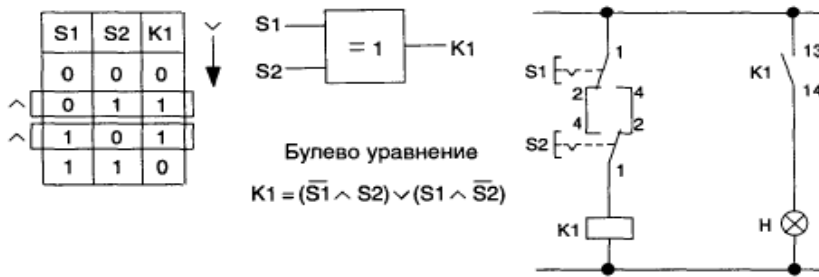 S1 S2 K1
0 0 0
0 1 1
1 0 1
1 1 0
S1
S2
= 1
K1
Булево уравнение
K1 = (S̅1̅ ∧ S2) ∨ (S1 ∧ S̅2̅)
S1
1
2 4
4 2
S2
1
K1
13
K1
14
H